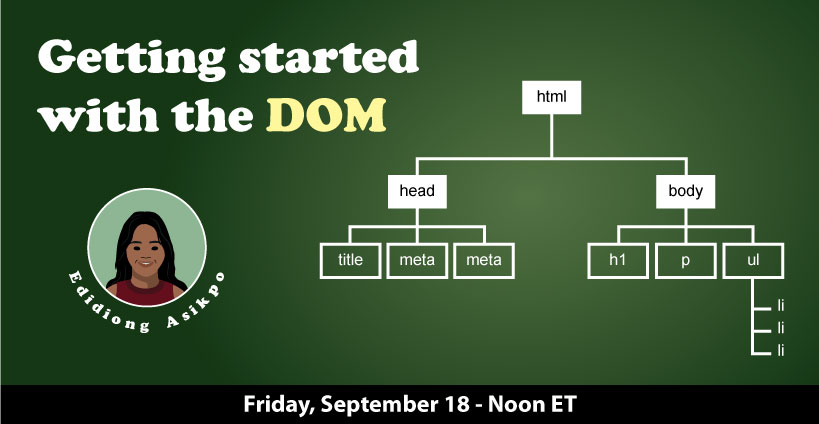 Getting started
with the DOM
html
head
body
title
meta
meta
h1
p
ul
li
li
li
Edidiong Asikpo
Friday, September 18 - Noon ET